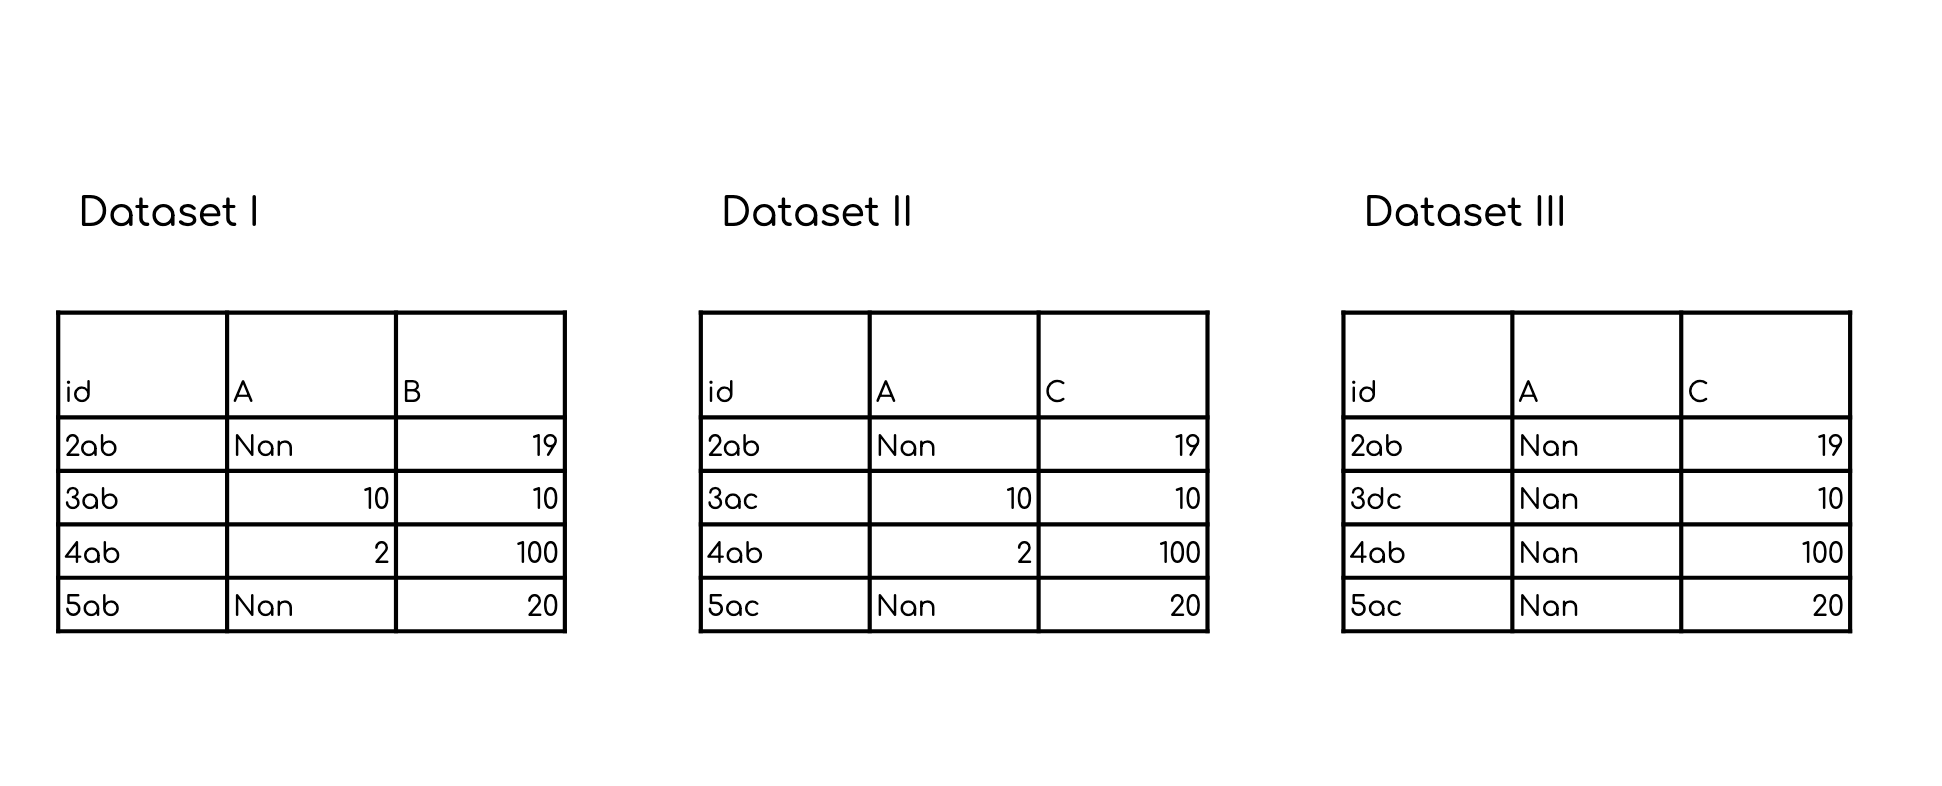 Dataset I Dataset II Dataset III
id A B id A C id A C
2ab Nan 19 2ab Nan 19 2ab Nan 19
3ab 10 10 3ac 10 10 3dc Nan 10
4ab 2 100 4ab 2 100 4ab Nan 100
5ab Nan 20 5ac Nan 20 5ac Nan 20